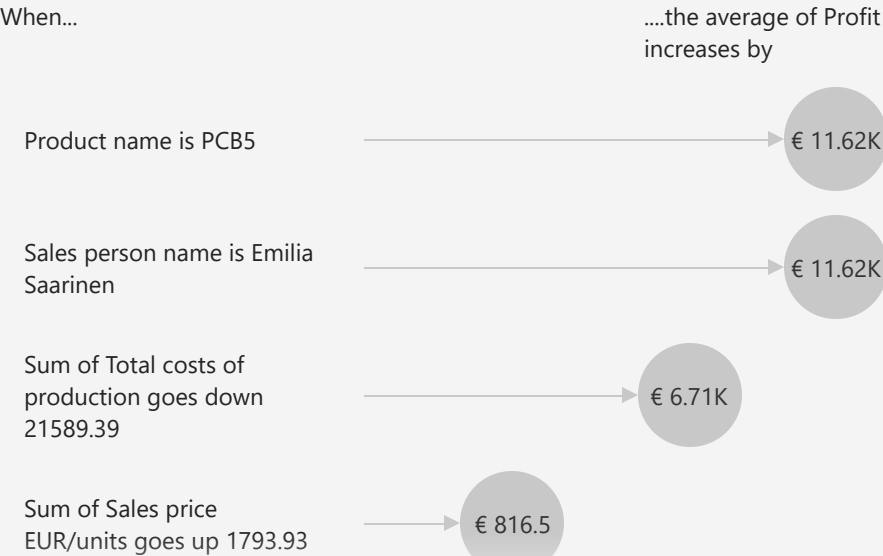 When...
....the average of Profit
increases by
Product name is PCB5
€ 11.62K
Sales person name is Emilia
Saarinen
€ 11.62K
Sum of Total costs of
production goes down
21589.39
€ 6.71K
Sum of Sales price
EUR/units goes up 1793.93
€ 816.5